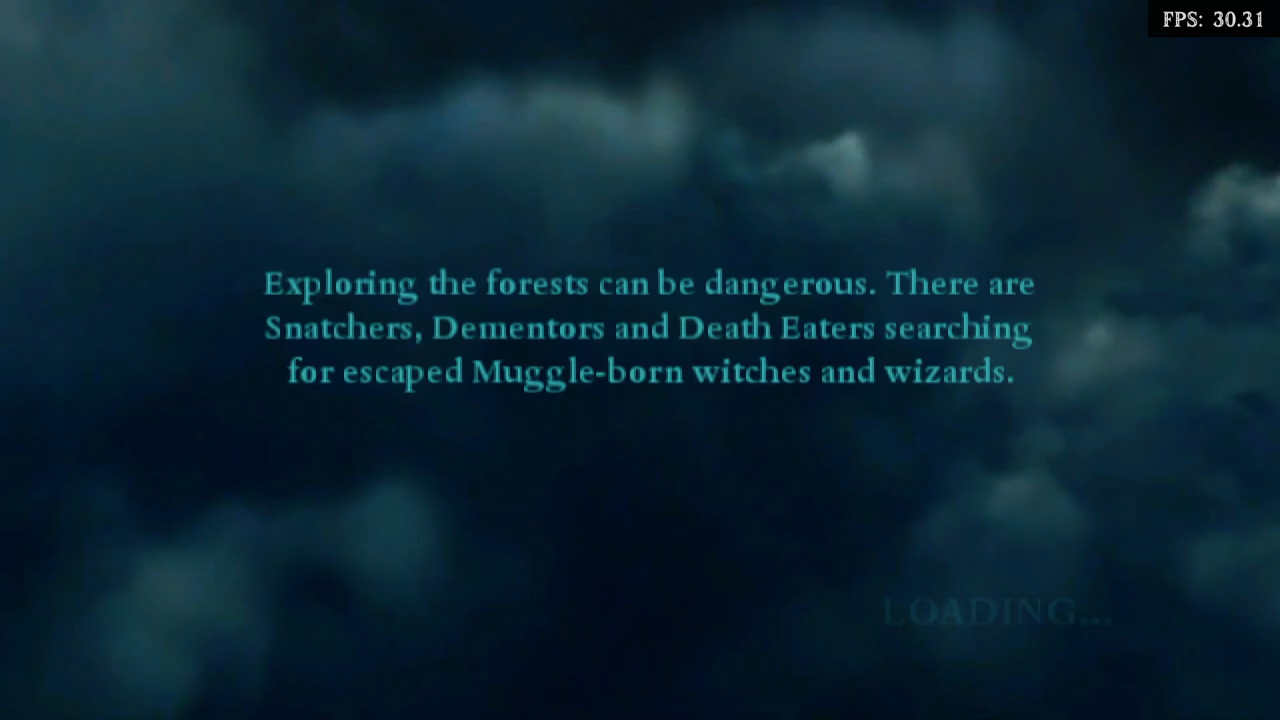 FPS: 30.31
Exploring the forests can be dangerous. There are
Snatchers, Dementors and Death Eaters searching
for escaped Muggle-born witches and wizards.
LOADING...